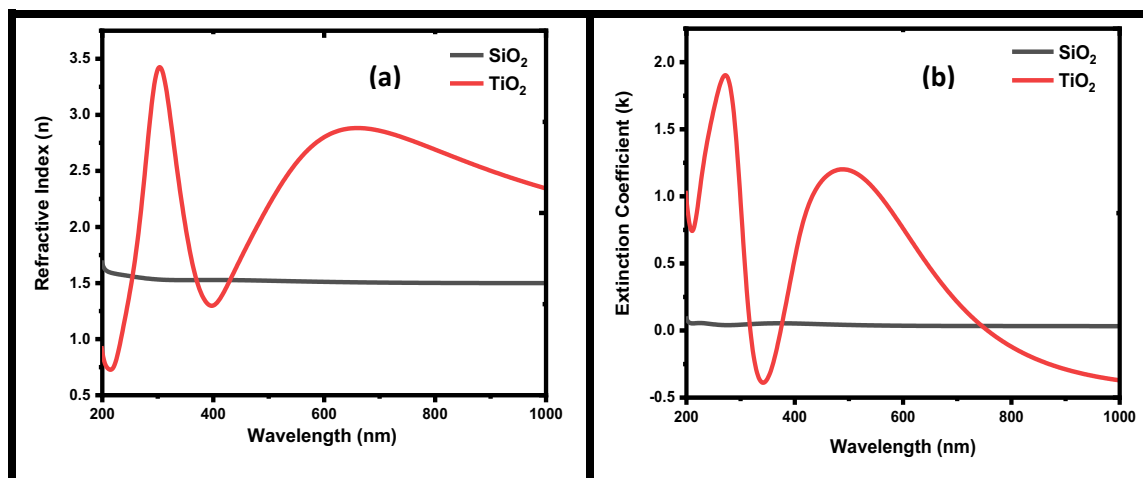 SiO₂
TiO₂
(a)
3.5
3.0
2.5
2.0
1.5
1.0
0.5
200
400
600
800
1000
Refractive Index (n)
Wavelength (nm)
SiO₂
TiO₂
(b)
2.0
1.5
1.0
0.5
0.0
-0.5
200
400
600
800
1000
Extinction Coefficient (k)
Wavelength (nm)